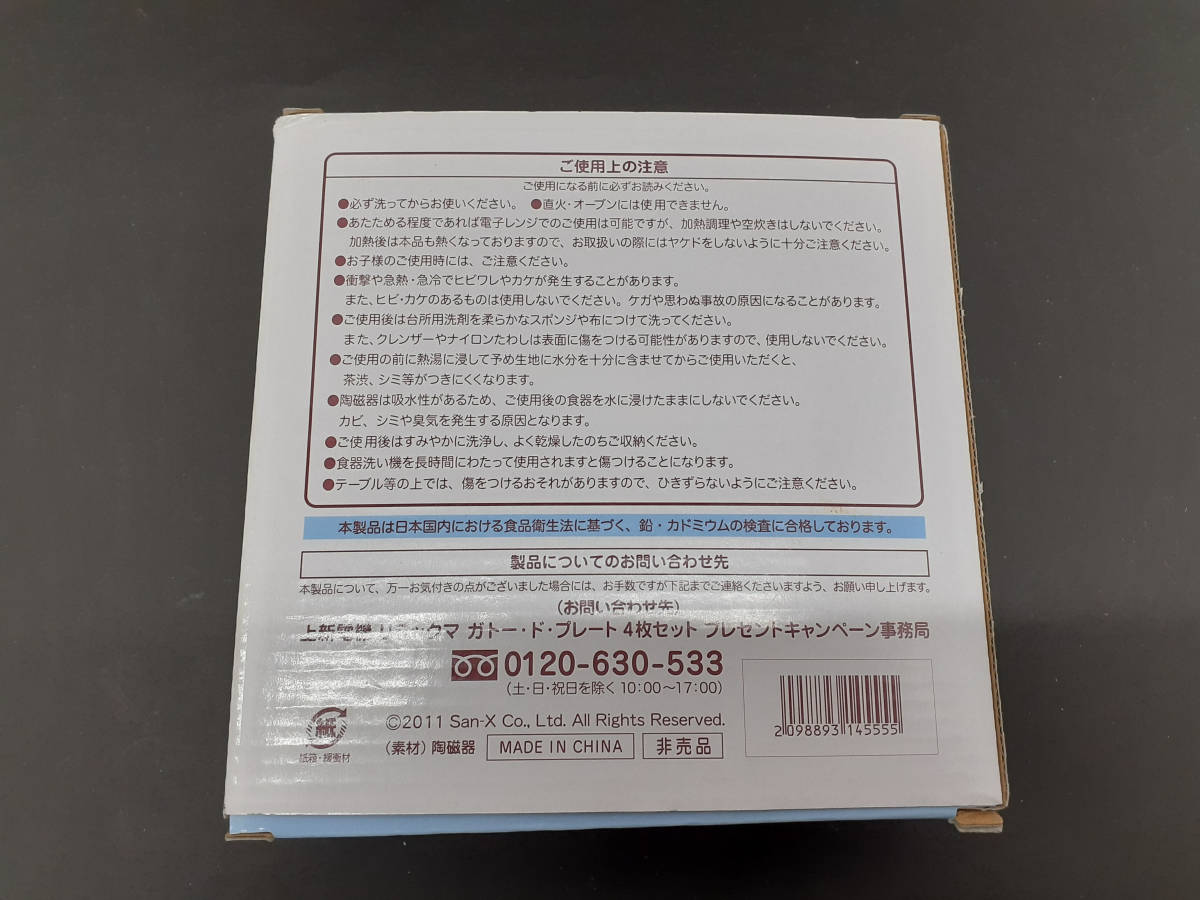 ご使用上の注意
ご使用になる前に必ずお読みください。
●必ず洗ってからお使いください。 ●直火・オーブンには使用できません。
●あたためる程度であれば電子レンジでのご使用は可能ですが、加熱調理や空炊きはしないでください。
加熱後は本品も熱くなっておりますので、お取扱いの際にはヤケドをしないように十分ご注意ください。
●お子様のご使用時には、ご注意ください。
●衝撃や急熱・急冷でヒビワレやカケが発生することがあります。
また、ヒビ・カケのあるものは使用しないでください。ケガや思わぬ事故の原因になることがあります。
●ご使用後は台所用洗剤を柔らかなスポンジや布につけて洗ってください。
また、クレンザーやナイロンたわしは表面に傷をつける可能性がありますので、使用しないでください。
●ご使用の前に熱湯に浸して予め生地に水分を十分に含ませてからご使用いただくと、
茶渋、シミ等がつきにくくなります。
●陶磁器は吸水性があるため、ご使用後の食器を水に浸けたままにしないでください。
カビ、シミや臭気を発生する原因となります。
●ご使用後はすみやかに洗浄し、よく乾燥したのちご収納ください。
●食器洗い機を長時間にわたって使用されますと傷つけることになります。
●テーブル等の上では、傷をつけるおそれがありますので、ひきずらないようにご注意ください。
本製品は日本国内における食品衛生法に基づく、鉛・カドミウムの検査に合格しております。
製品についてのお問い合わせ先
本製品について、万一お気付きの点がございました場合には、お手数ですが下記までご連絡くださいますよう、お願い申し上げます。
(お問い合わせ先)
上新電機 クマ ガトー・ド・プレート 4枚セット プレゼントキャンペーン事務局
0120-630-533
(土・日・祝日を除く 10:00〜17:00)
©2011 San-X Co., Ltd. All Rights Reserved.
(素材) 陶磁器 MADE IN CHINA 非売品
紙
紙箱・緩衝材
2098893145555